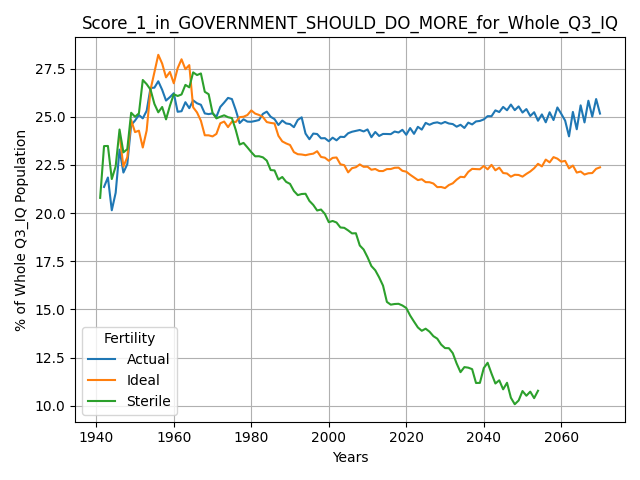 Score_1_in_GOVERNMENT_SHOULD_DO_MORE_for_Whole_Q3_IQ
% of Whole Q3_IQ Population
27.5
25.0
22.5
20.0
17.5
15.0
12.5
10.0
Fertility
Actual
Ideal
Sterile
1940
1960
1980
2000
2020
2040
2060
Years